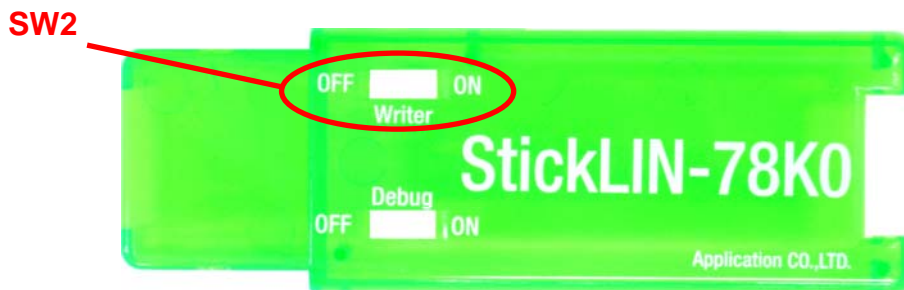 SW2
OFF ON
Writer
StickLIN-78K0
Debug
OFF ON
Application CO.,LTD.